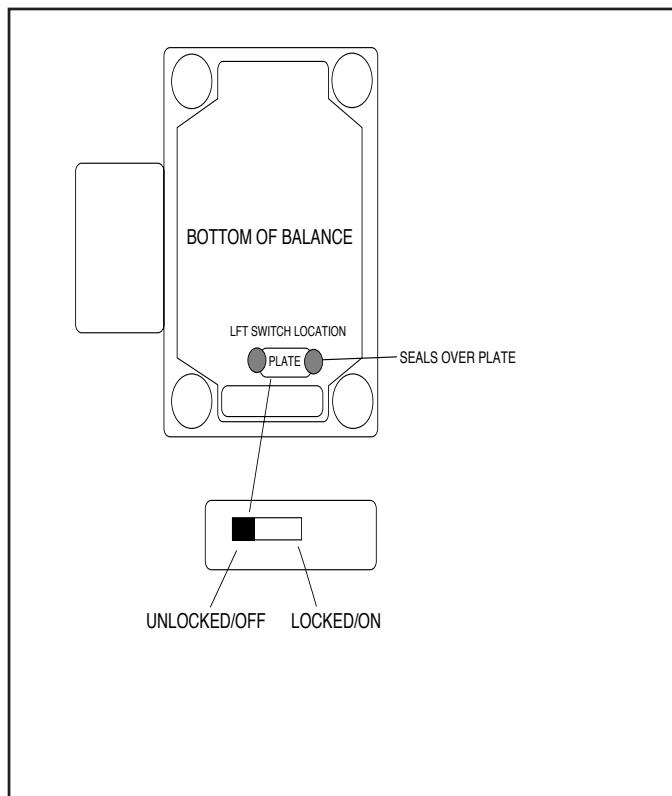 BOTTOM OF BALANCE
LFT SWITCH LOCATION
PLATE
SEALS OVER PLATE
UNLOCKED/OFF
LOCKED/ON